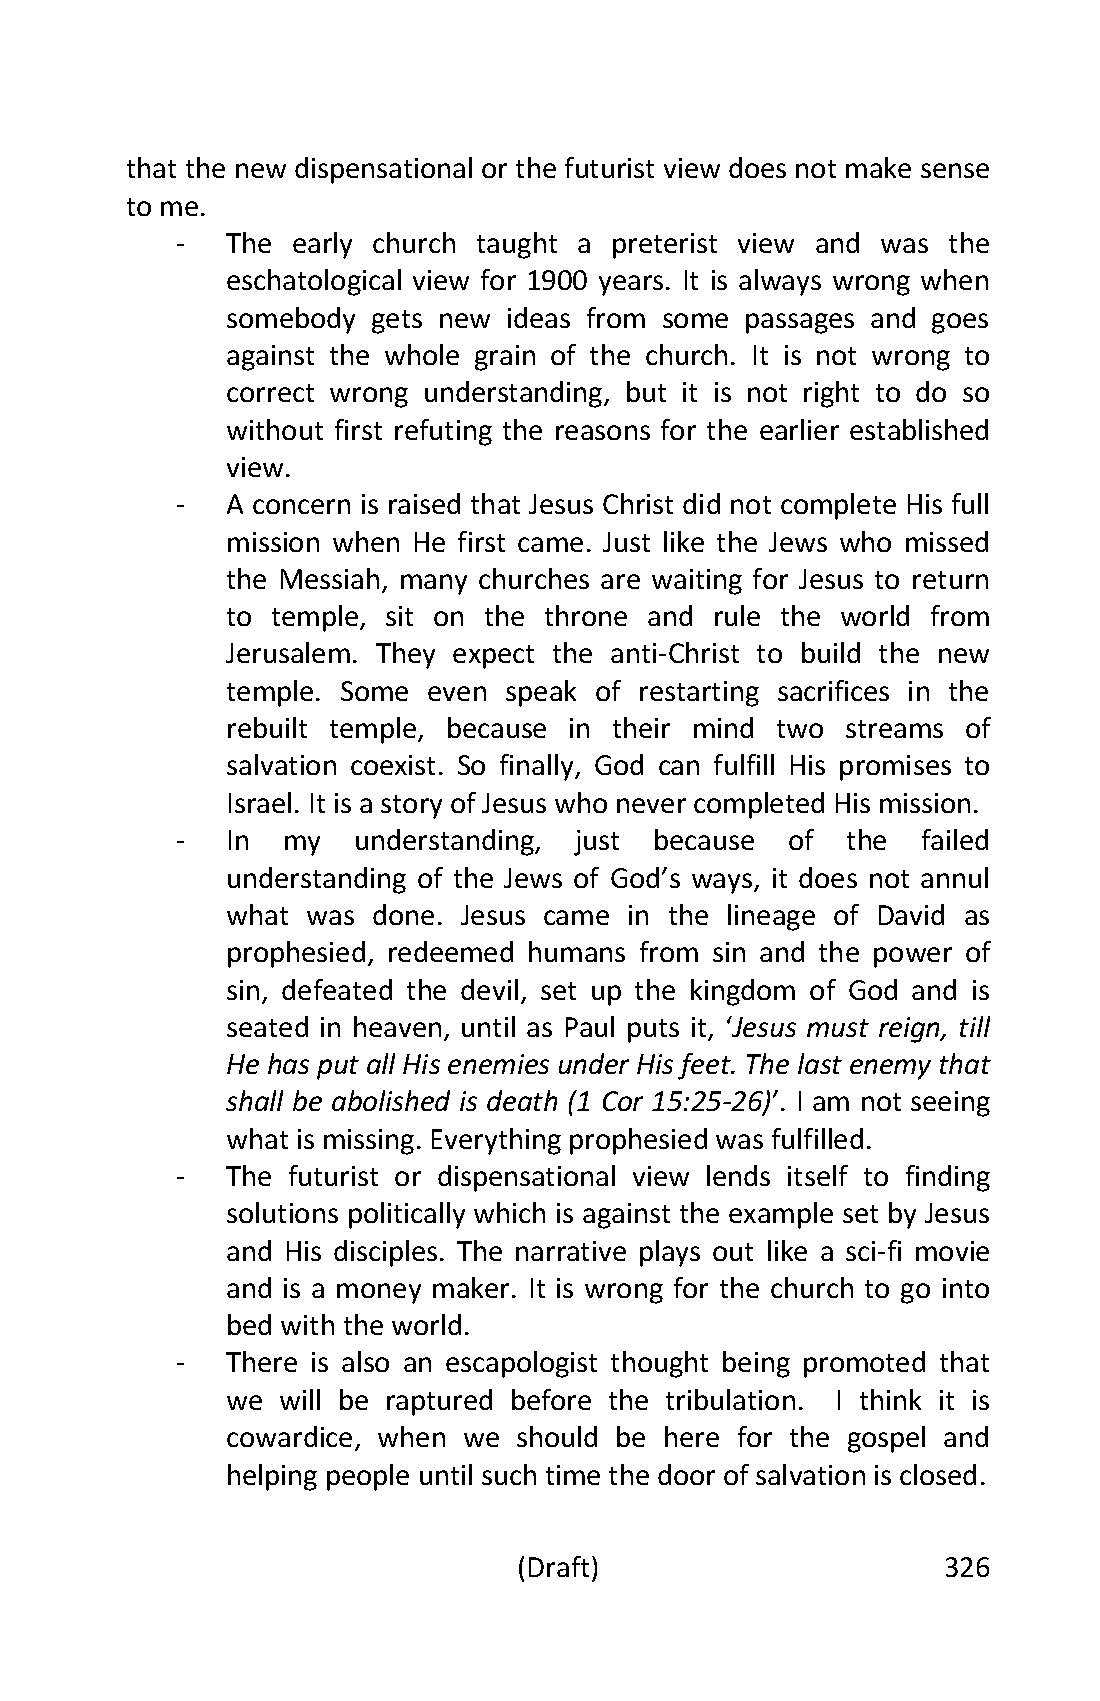 that the new dispensational or the futurist view does not make sense
to me.
- The early church taught a preterist view and was the
eschatological view for 1900 years. It is always wrong when
somebody gets new ideas from some passages and goes
against the whole grain of the church. It is not wrong to
correct wrong understanding, but it is not right to do so
without first refuting the reasons for the earlier established
view.
- A concern is raised that Jesus Christ did not complete His full
mission when He first came. Just like the Jews who missed
the Messiah, many churches are waiting for Jesus to return
to temple, sit on the throne and rule the world from
Jerusalem. They expect the anti-Christ to build the new
temple. Some even speak of restarting sacrifices in the
rebuilt temple, because in their mind two streams of
salvation coexist. So finally, God can fulfill His promises to
Israel. It is a story of Jesus who never completed His mission.
- In my understanding, just because of the failed
understanding of the Jews of God’s ways, it does not annul
what was done. Jesus came in the lineage of David as
prophesied, redeemed humans from sin and the power of
sin, defeated the devil, set up the kingdom of God and is
seated in heaven, until as Paul puts it, ‘Jesus must reign, till
He has put all His enemies under His feet. The last enemy that
shall be abolished is death (1 Cor 15:25-26)’. I am not seeing
what is missing. Everything prophesied was fulfilled.
- The futurist or dispensational view lends itself to finding
solutions politically which is against the example set by Jesus
and His disciples. The narrative plays out like a sci-fi movie
and is a money maker. It is wrong for the church to go into
bed with the world.
- There is also an escapologist thought being promoted that
we will be raptured before the tribulation. I think it is
cowardice, when we should be here for the gospel and
helping people until such time the door of salvation is closed.
(Draft) 326